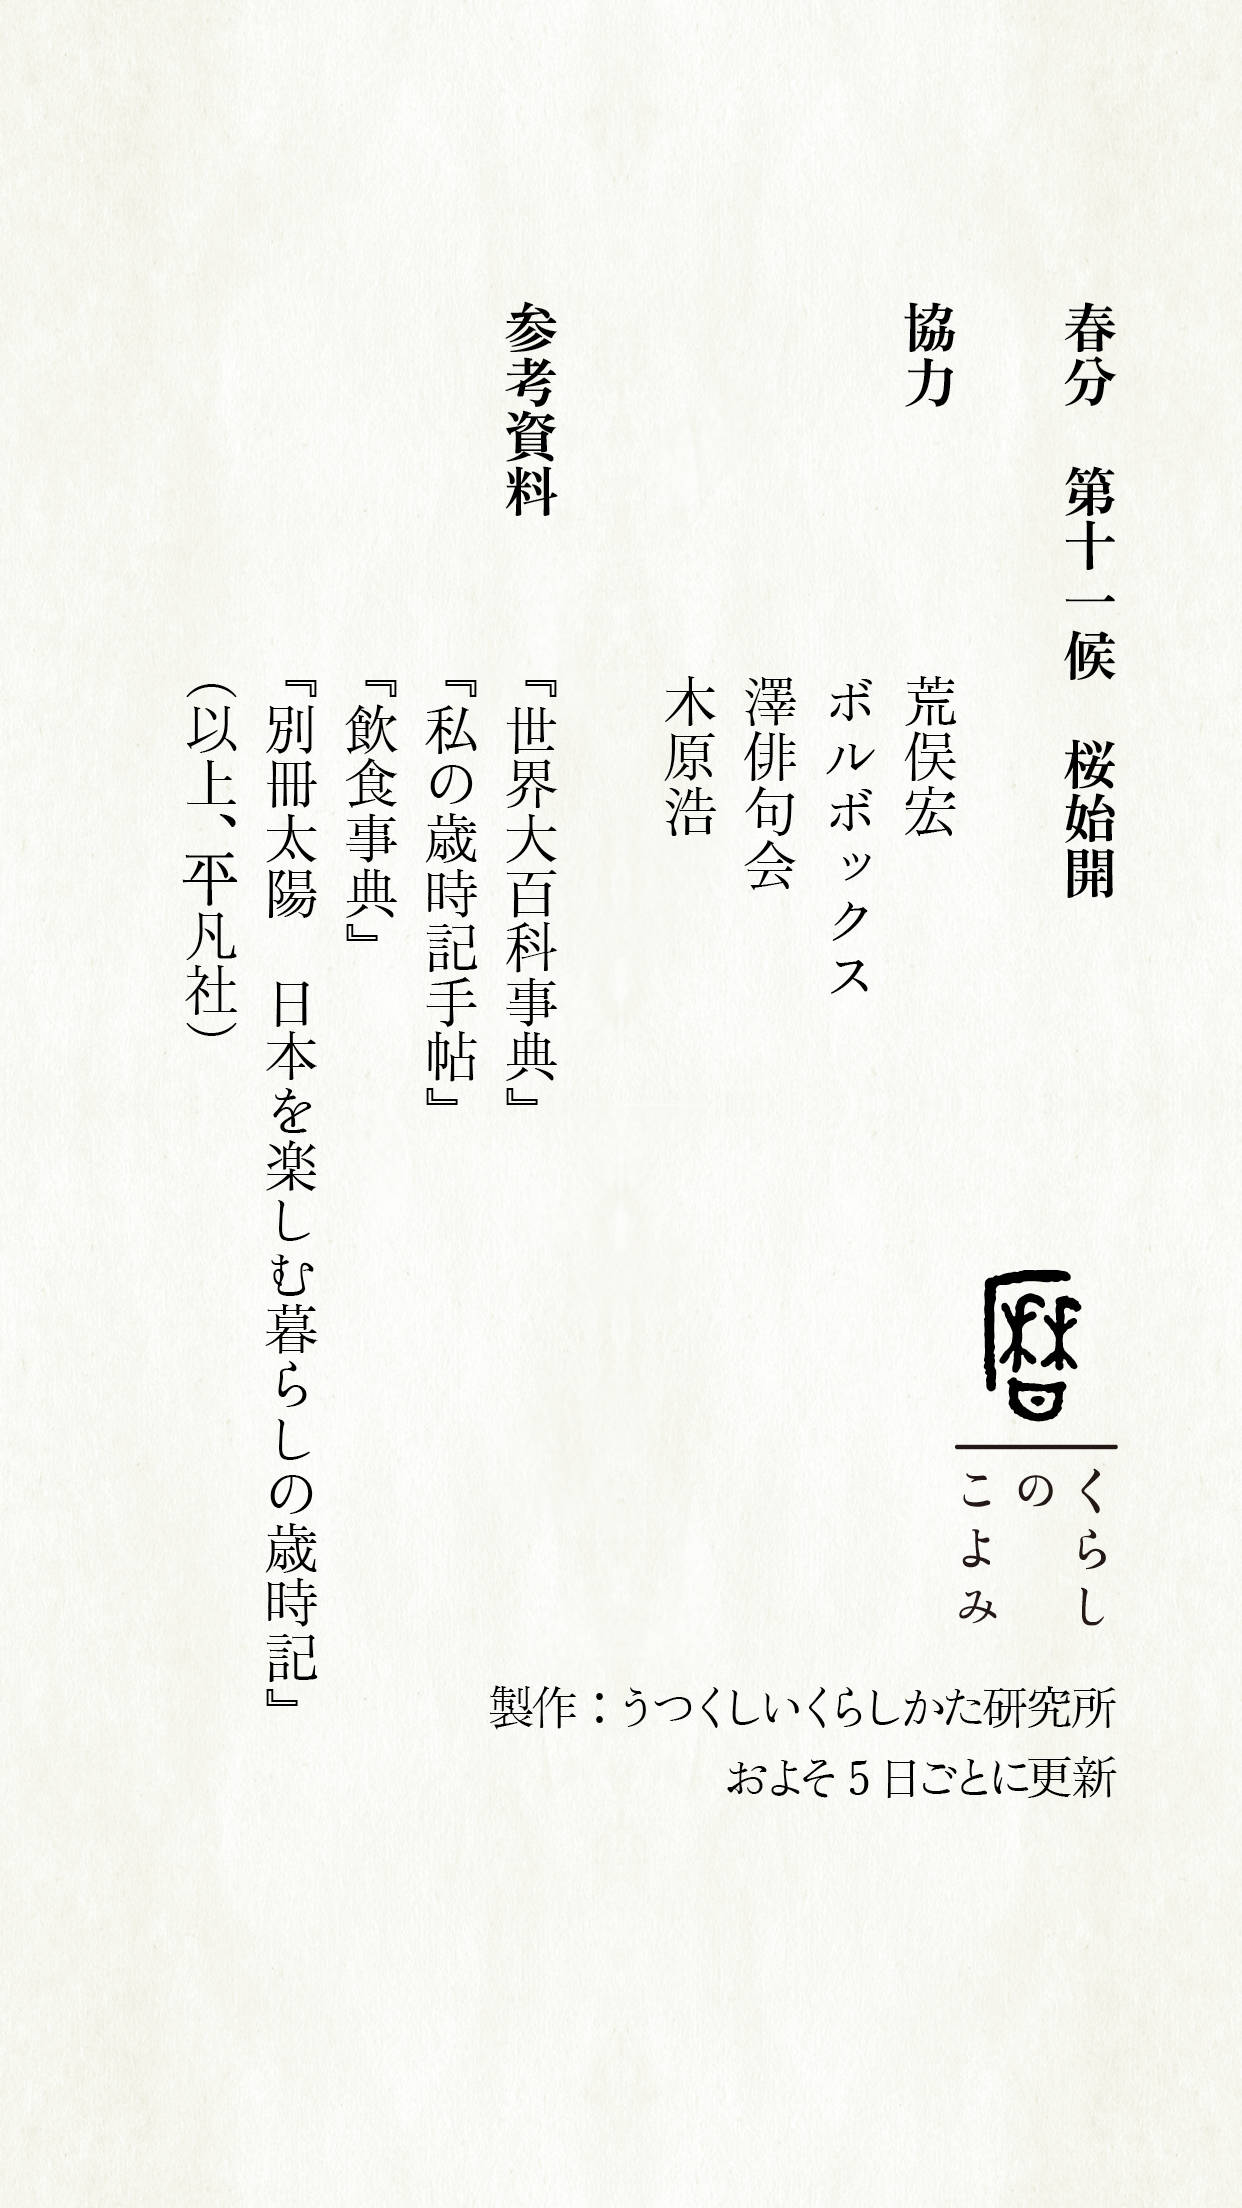 春分　第十一候　桜始開
協力
荒俣宏
ボルボックス
澤俳句会
木原浩
参考資料
『世界大百科事典』
『私の歳時記手帖』
『飲食事典』
『別冊太陽　日本を楽しむ暮らしの歳時記』
（以上、平凡社）
暦
くらし
の
こよみ
製作：うつくしいくらしかた研究所
およそ5日ごとに更新